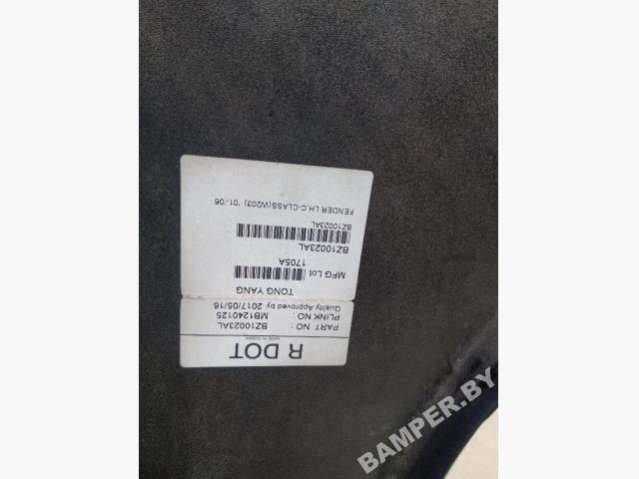 R DOT
PART NO : BZ10023AL
PLINK NO MB1240125
Quality Approved by 2017/05/16
TONG YANG
MFG Lot 1705A
BZ10023AL
BZ10023AL
FENDER LH,C-CLASS(W203) '01-'06
BAMPER.BY